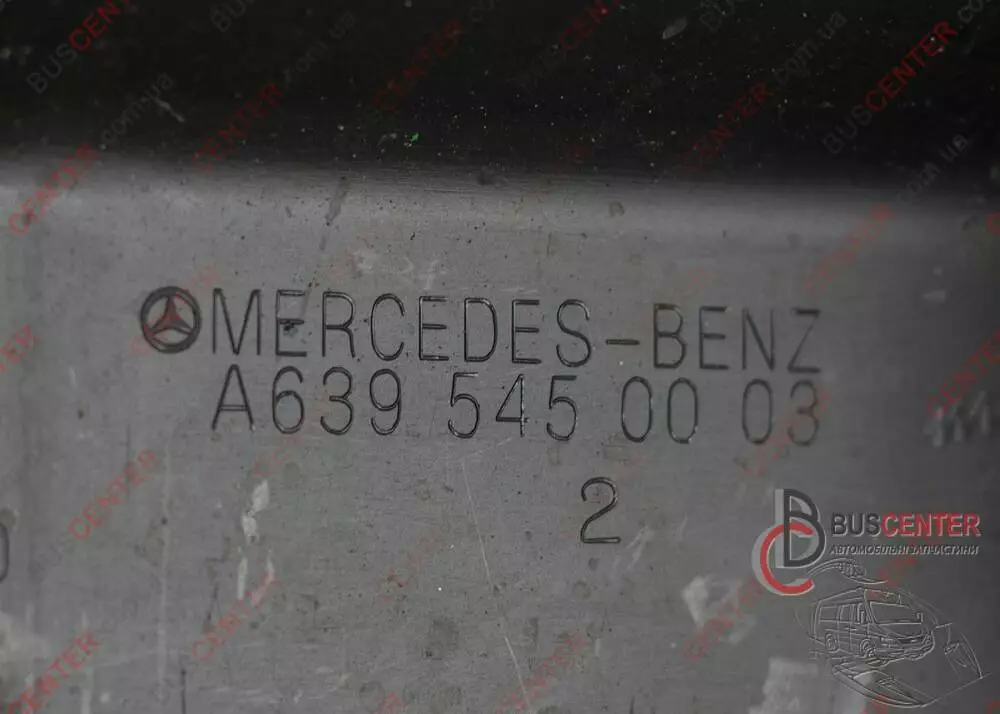 MERCEDES-BENZ
A639 545 00 03
2
BUSCENTER
АВТОМОБІЛЬНІ ЗАПЧАСТИНИ